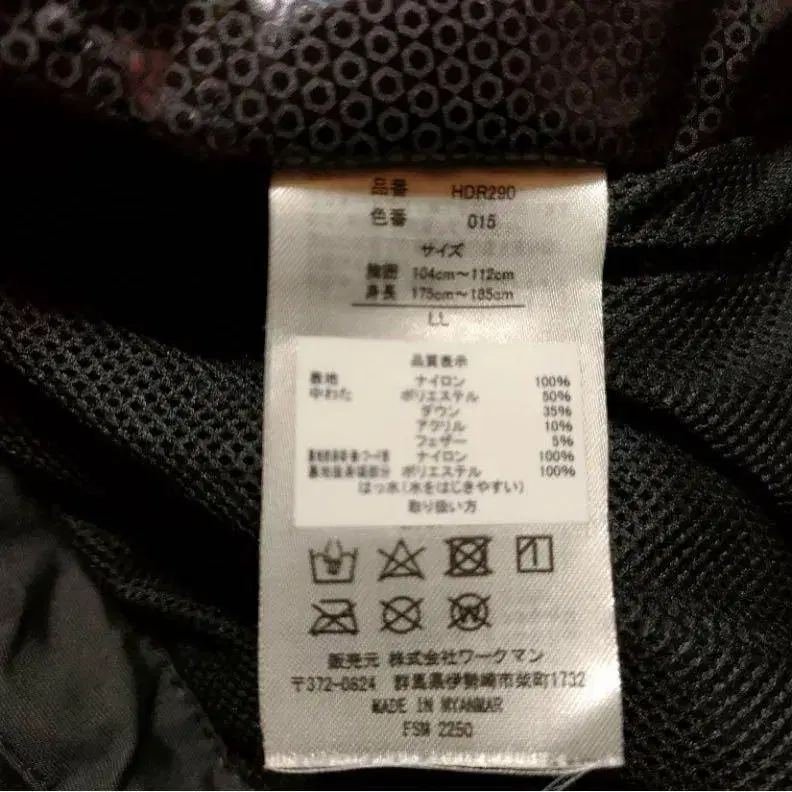 品番 HDR290
色番 015
サイズ
胸囲 104cm～112cm
身長 175cm～185cm
LL
品質表示
表地 ナイロン 100%
中わた ポリエステル 50%
ダウン 35%
アクリル 10%
フェザー 5%
ナイロン 100%
ポリエステル 100%
はっ水(水をはじきやすい)
取り扱い方
販売元 株式会社ワークマン
〒372-0824 群馬県伊勢崎市柴町1732
MADE IN MYANMAR
FSM 2250